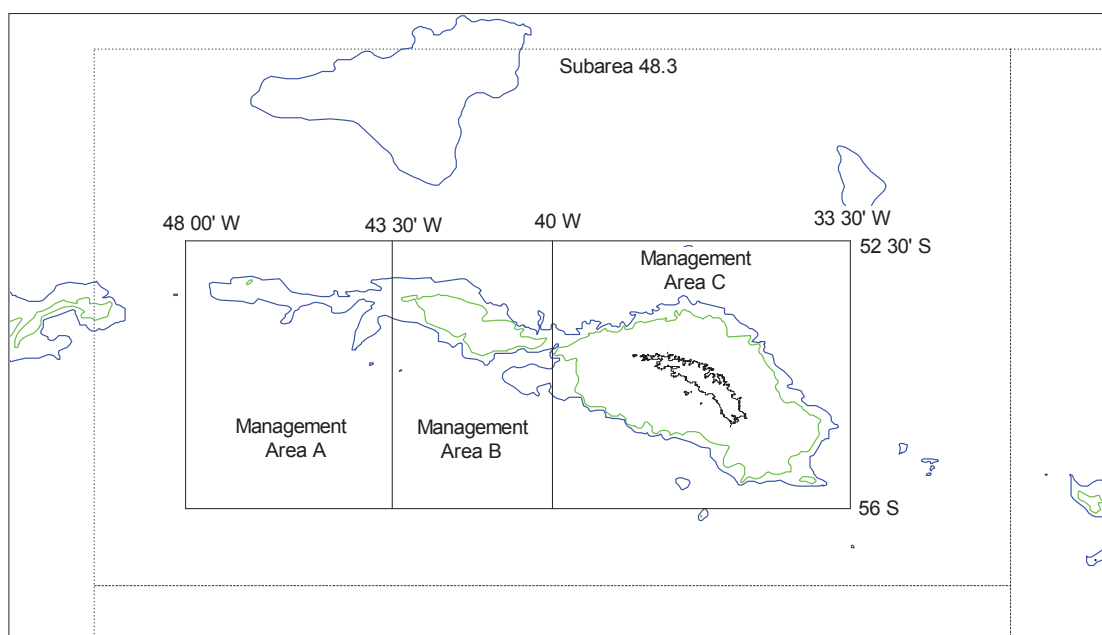 Subarea 48.3
48 00' W
43 30' W
40 W
33 30' W
52 30' S
Management
Area C
Management
Area A
Management
Area B
56 S